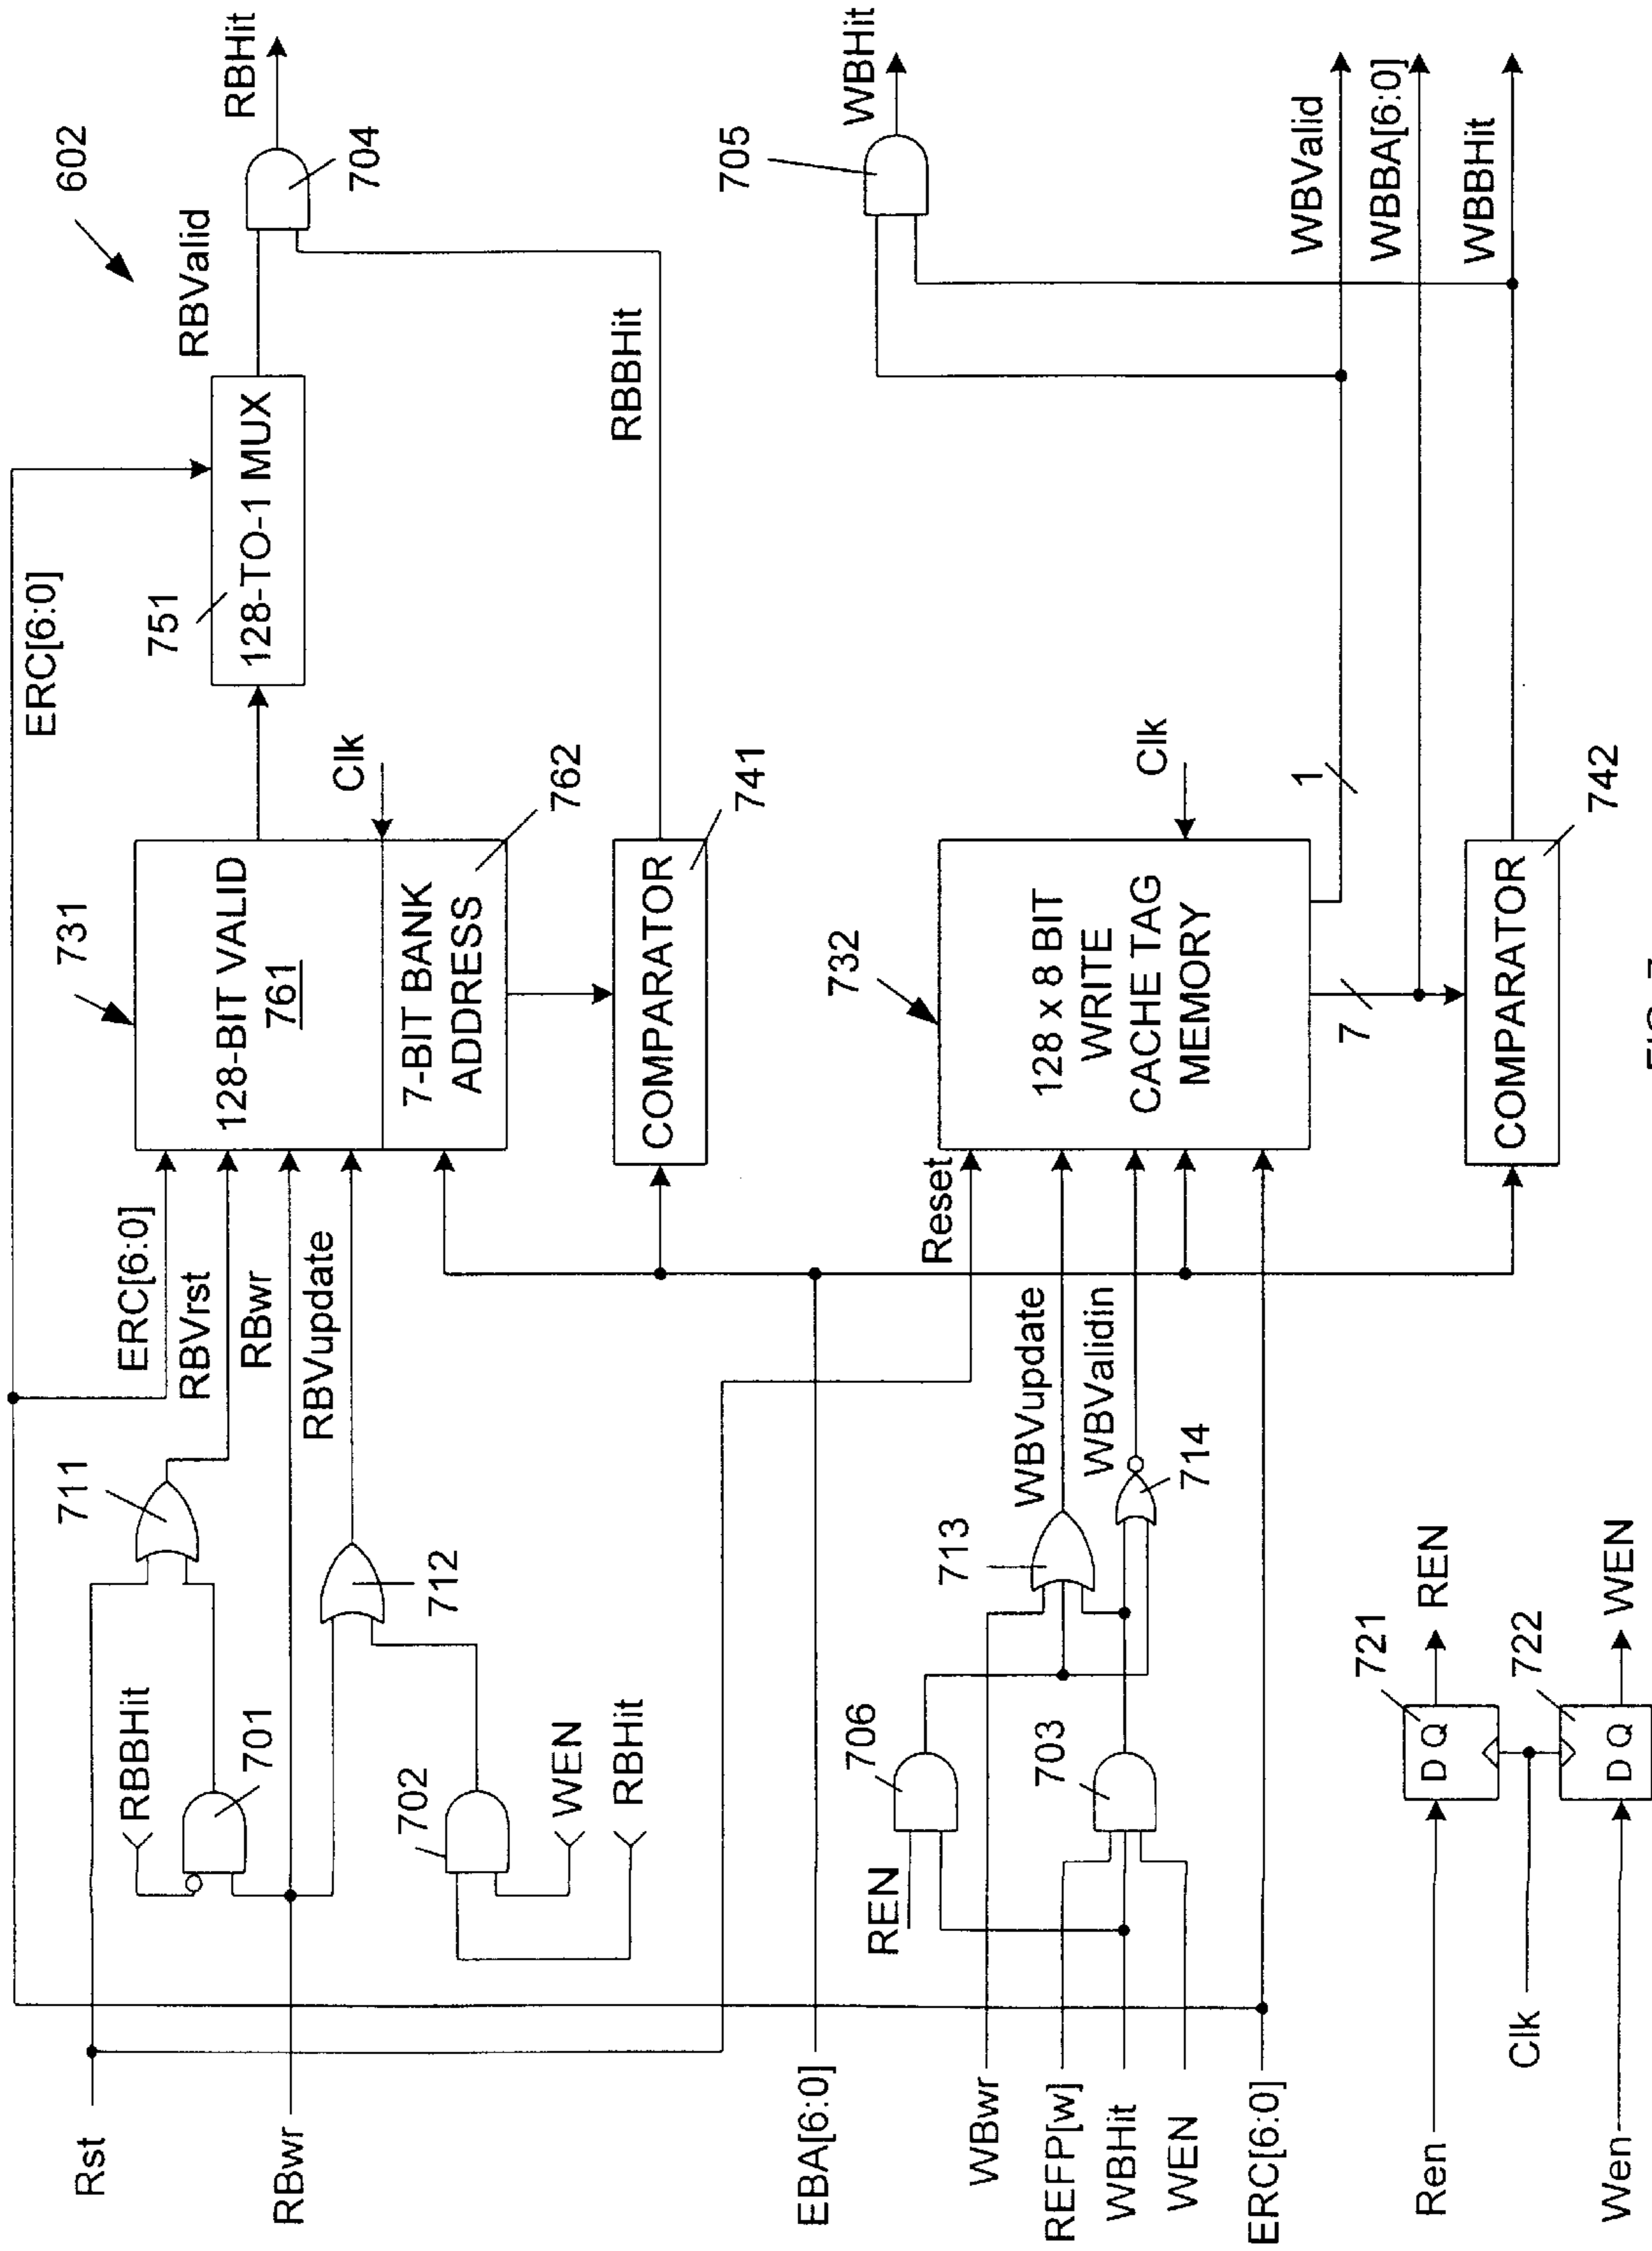 602
ERC[6:0]
RBValid
RBHit
704
751
128-TO-1 MUX
RBBHit
731
128-BIT VALID
761
Clk
7-BIT BANK
ADDRESS
762
COMPARATOR
741
ERC[6:0]
RBVrst
RBwr
RBVupdate
711
712
RBBHit
701
702
WEN
RBHit
Rst
RBwr
EBA[6:0]
705
WBHit
WBValid
WBBA[6:0]
WBBHit
732
128 x 8 BIT
WRITE
CACHE TAG
MEMORY
Clk
1
7
COMPARATOR
742
Reset
WBVupdate
WBValidin
713
714
706
REN
703
WBwr
REFP[w]
WBHit
WEN
ERC[6:0]
721
D Q
REN
Ren
Clk
722
D Q
WEN
Wen